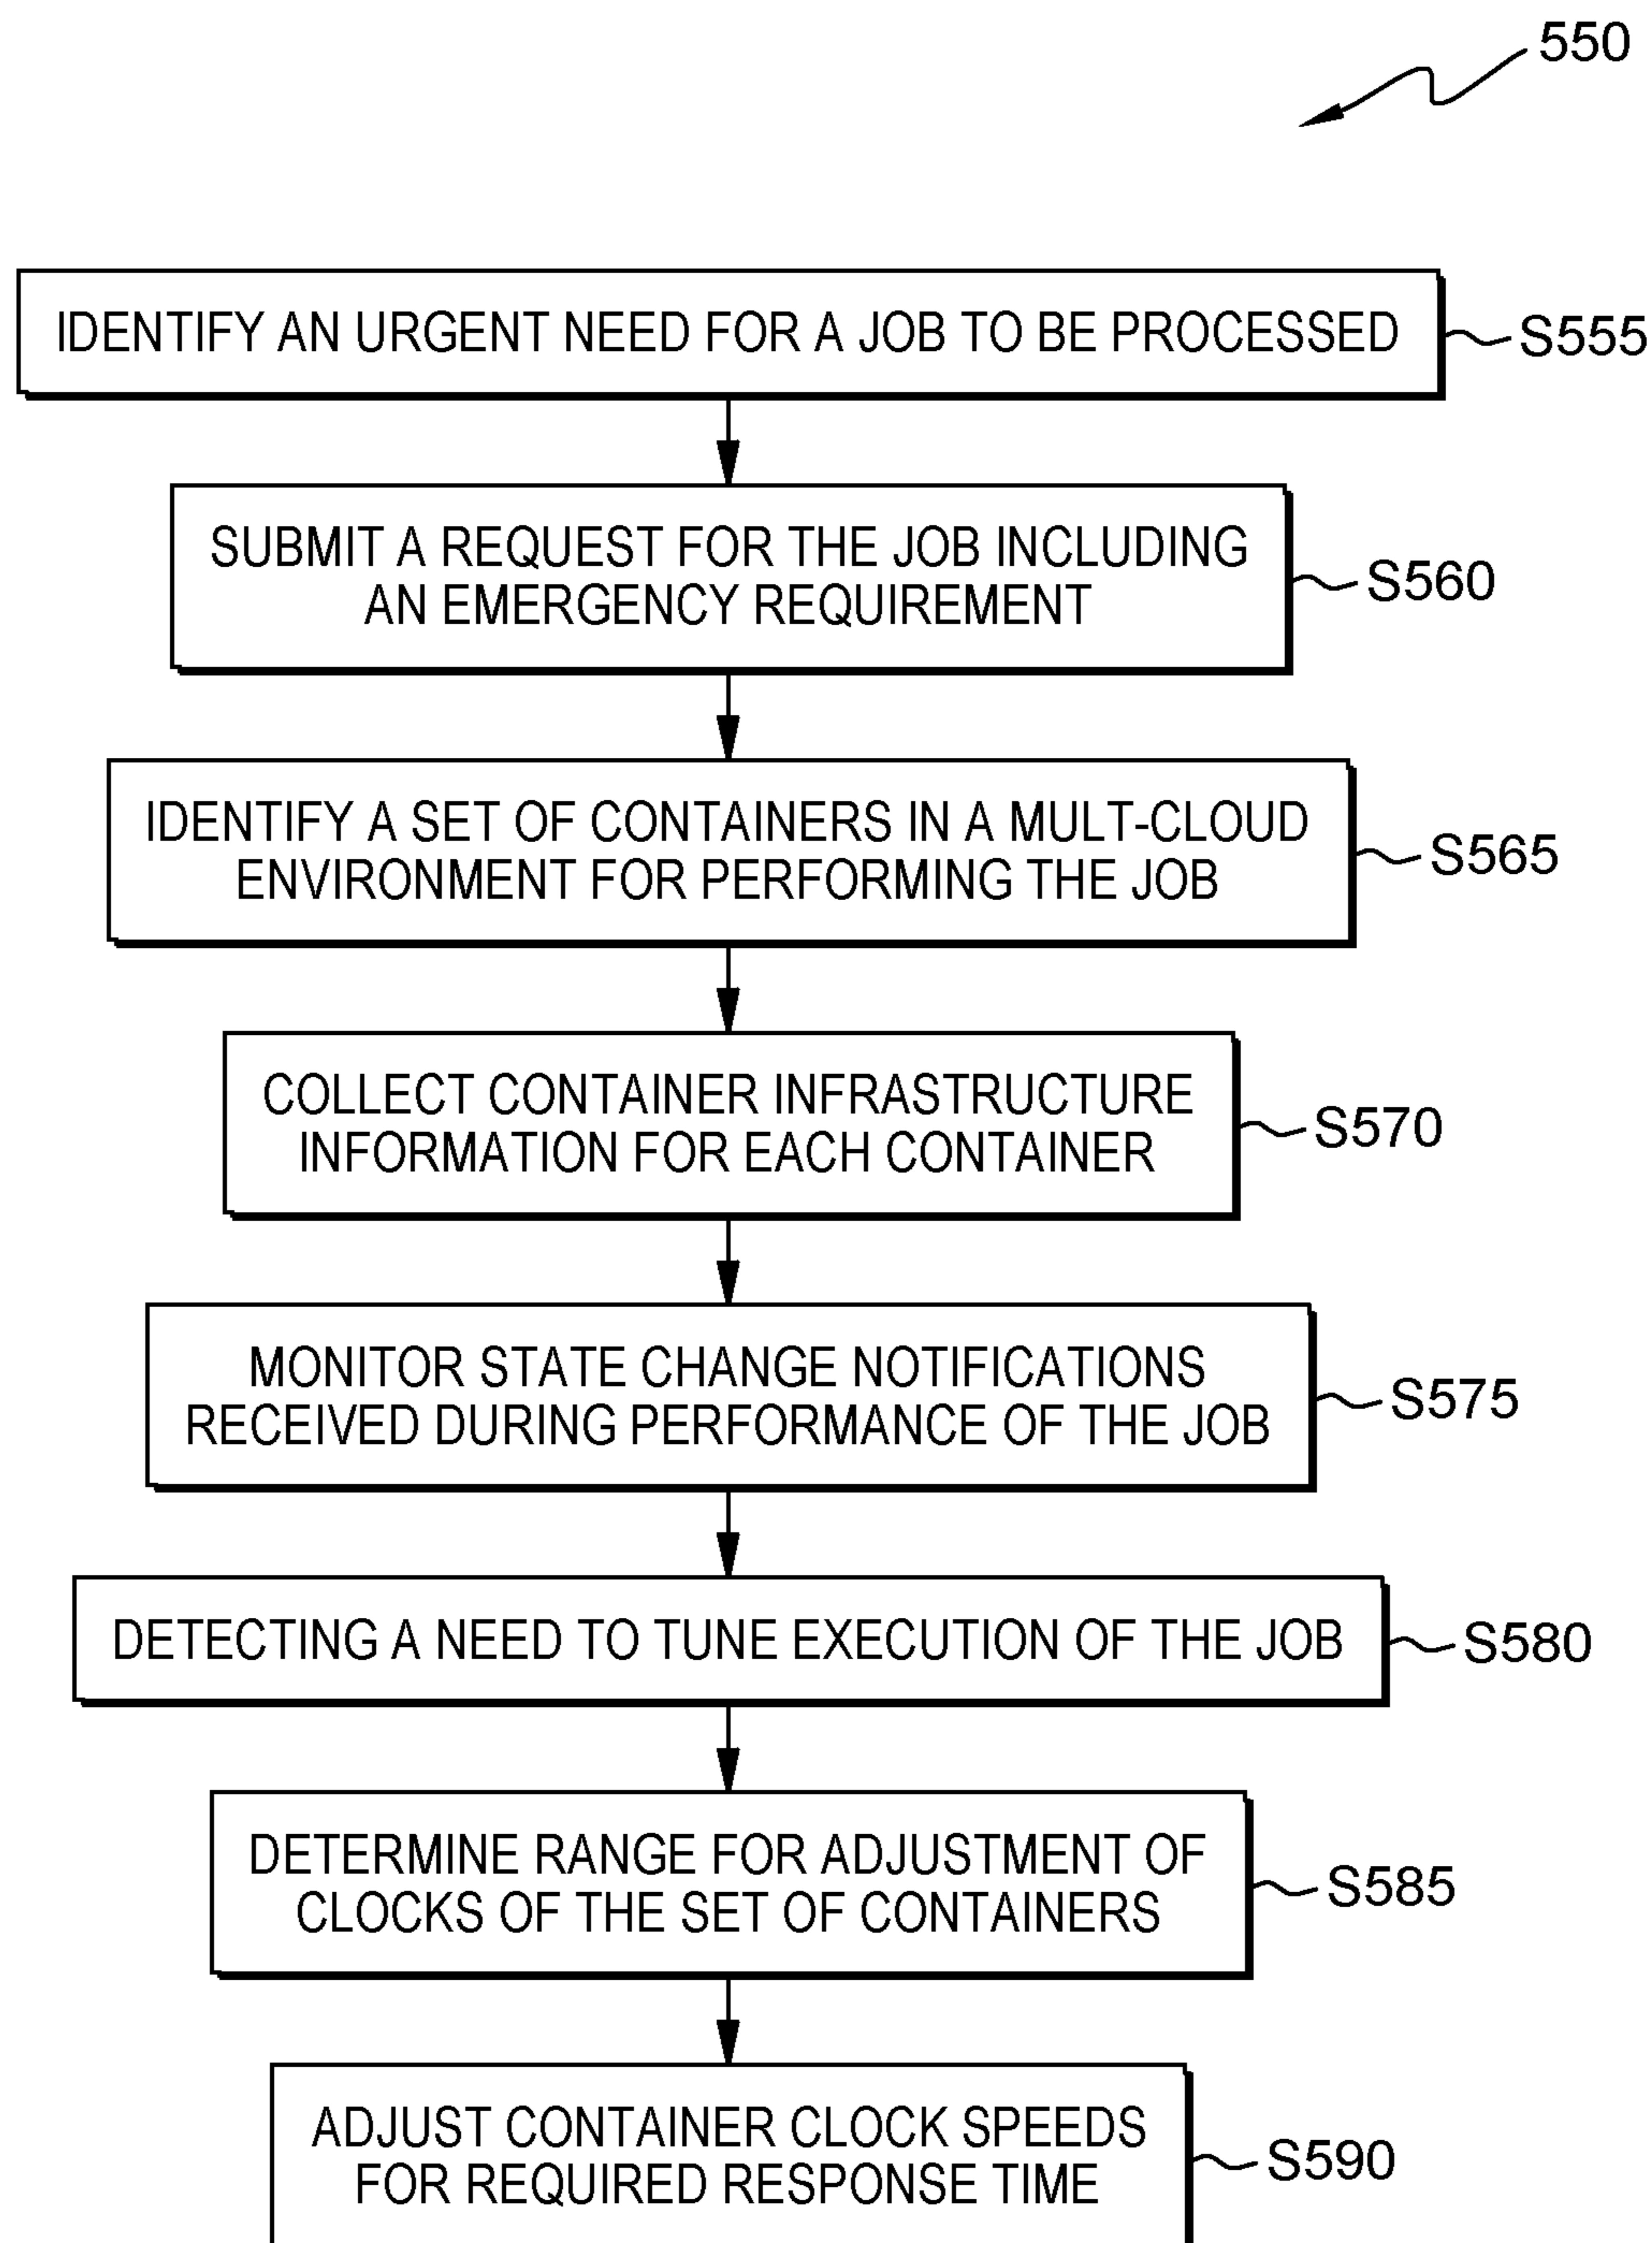 550
IDENTIFY AN URGENT NEED FOR A JOB TO BE PROCESSED
S555
SUBMIT A REQUEST FOR THE JOB INCLUDING
AN EMERGENCY REQUIREMENT
S560
IDENTIFY A SET OF CONTAINERS IN A MULT-CLOUD
ENVIRONMENT FOR PERFORMING THE JOB
S565
COLLECT CONTAINER INFRASTRUCTURE
INFORMATION FOR EACH CONTAINER
S570
MONITOR STATE CHANGE NOTIFICATIONS
RECEIVED DURING PERFORMANCE OF THE JOB
S575
DETECTING A NEED TO TUNE EXECUTION OF THE JOB
S580
DETERMINE RANGE FOR ADJUSTMENT OF
CLOCKS OF THE SET OF CONTAINERS
S585
ADJUST CONTAINER CLOCK SPEEDS
FOR REQUIRED RESPONSE TIME
S590